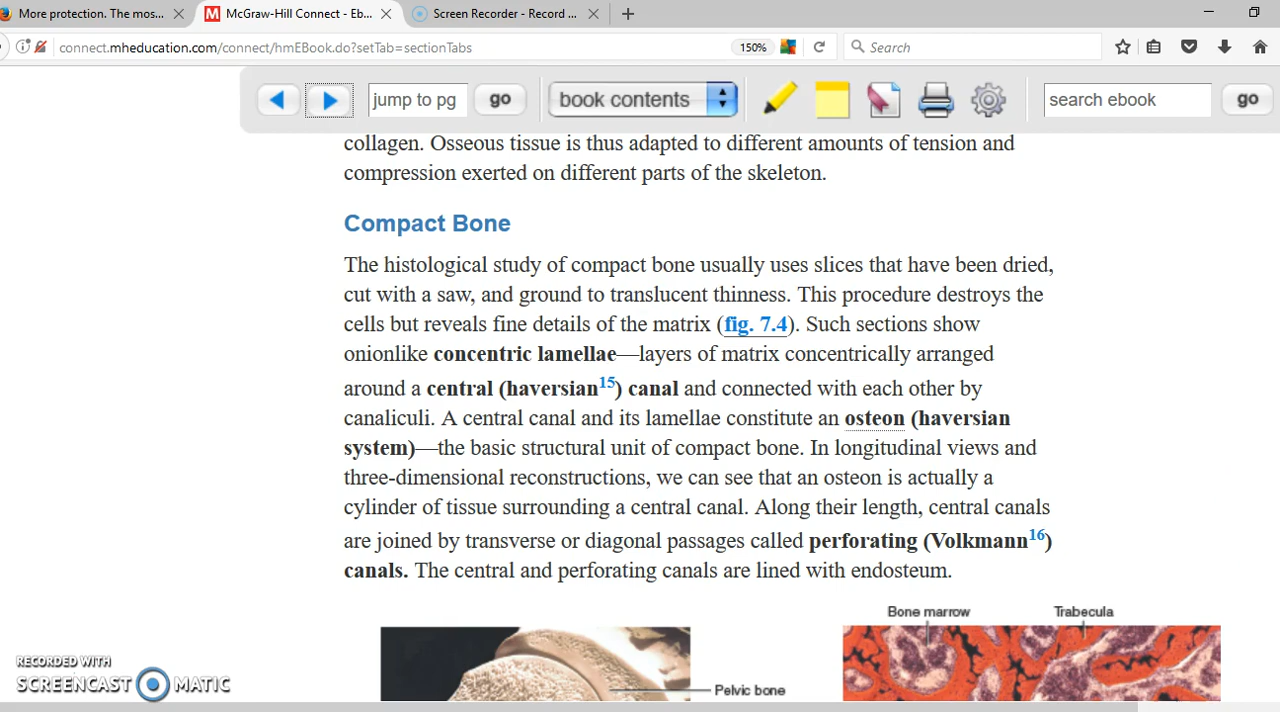 More protection. The mos...
McGraw-Hill Connect - Eb...
Screen Recorder - Record ...
connect.mheducation.com/connect/hmEBook.do?setTab=sectionTabs
150%
Search
jump to pg
go
book contents
search ebook
go
collagen. Osseous tissue is thus adapted to different amounts of tension and
compression exerted on different parts of the skeleton.
Compact Bone
The histological study of compact bone usually uses slices that have been dried,
cut with a saw, and ground to translucent thinness. This procedure destroys the
cells but reveals fine details of the matrix (fig. 7.4). Such sections show
onionlike concentric lamellae—layers of matrix concentrically arranged
around a central (haversian15) canal and connected with each other by
canaliculi. A central canal and its lamellae constitute an osteon (haversian
system)—the basic structural unit of compact bone. In longitudinal views and
three-dimensional reconstructions, we can see that an osteon is actually a
cylinder of tissue surrounding a central canal. Along their length, central canals
are joined by transverse or diagonal passages called perforating (Volkmann16)
canals. The central and perforating canals are lined with endosteum.
Bone marrow
Trabecula
Pelvic bone
RECORDED WITH
SCREENCAST MATIC